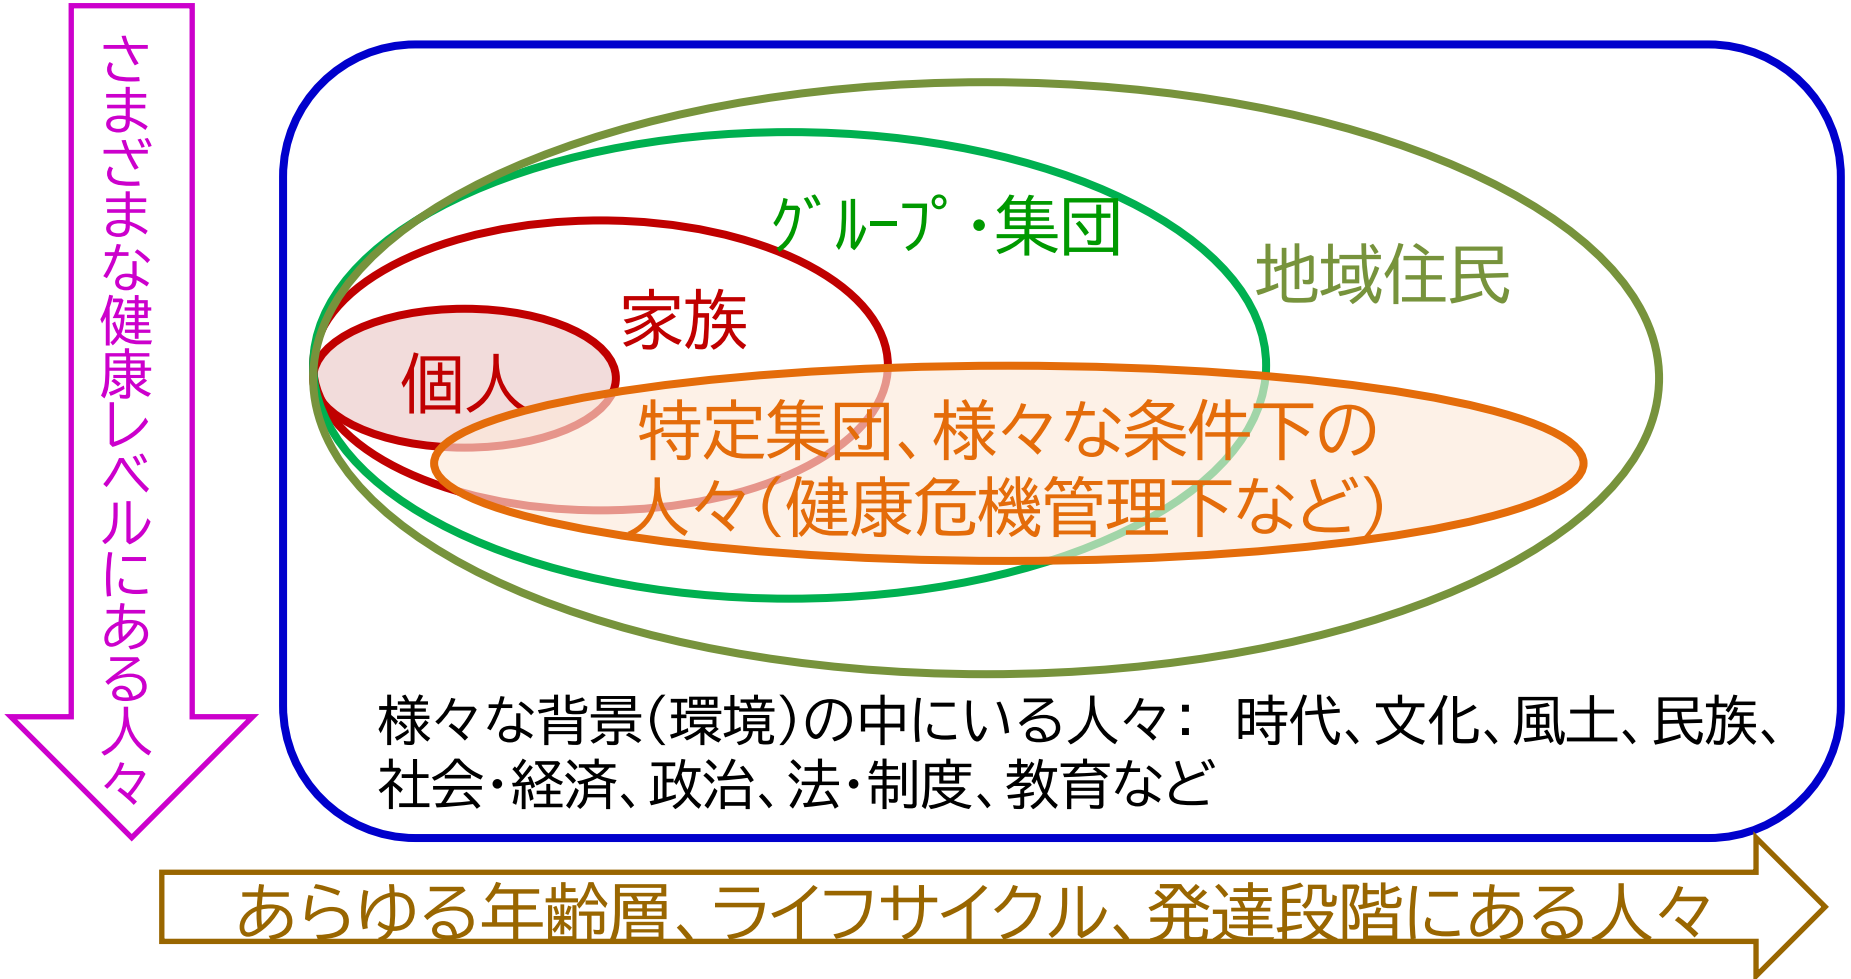 さまざまな健康レベルにある人々
ｸﾞﾙｰﾌﾟ・集団
地域住民
家族
個人
特定集団、様々な条件下の
人々（健康危機管理下など）
様々な背景（環境）の中にいる人々： 時代、文化、風土、民族、
社会・経済、政治、法・制度、教育など
あらゆる年齢層、ライフサイクル、発達段階にある人々